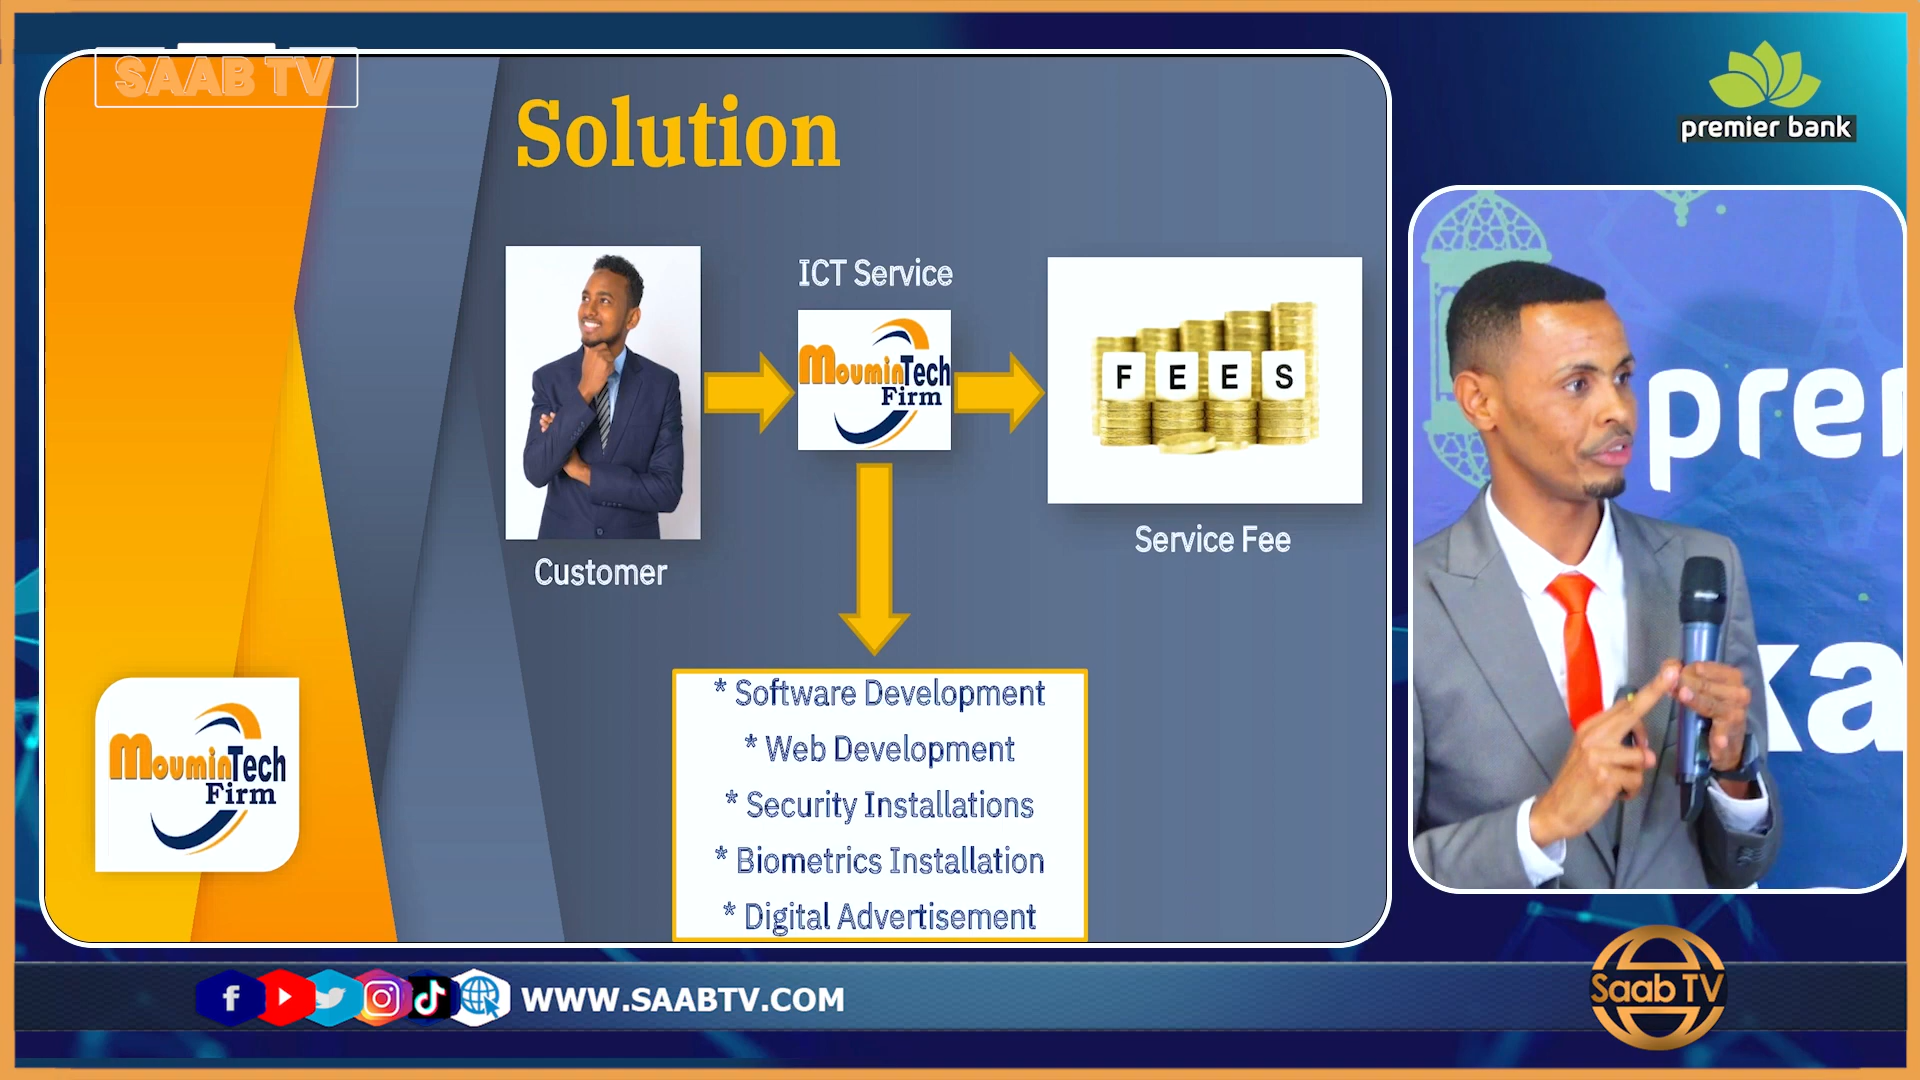 SAAB TV
Solution
premier bank
ICT Service
MouminTech
Firm
F E E S
Customer
Service Fee
* Software Development
* Web Development
* Security Installations
* Biometrics Installation
* Digital Advertisement
MouminTech
Firm
prer
ka
WWW.SAABTV.COM
Saab TV